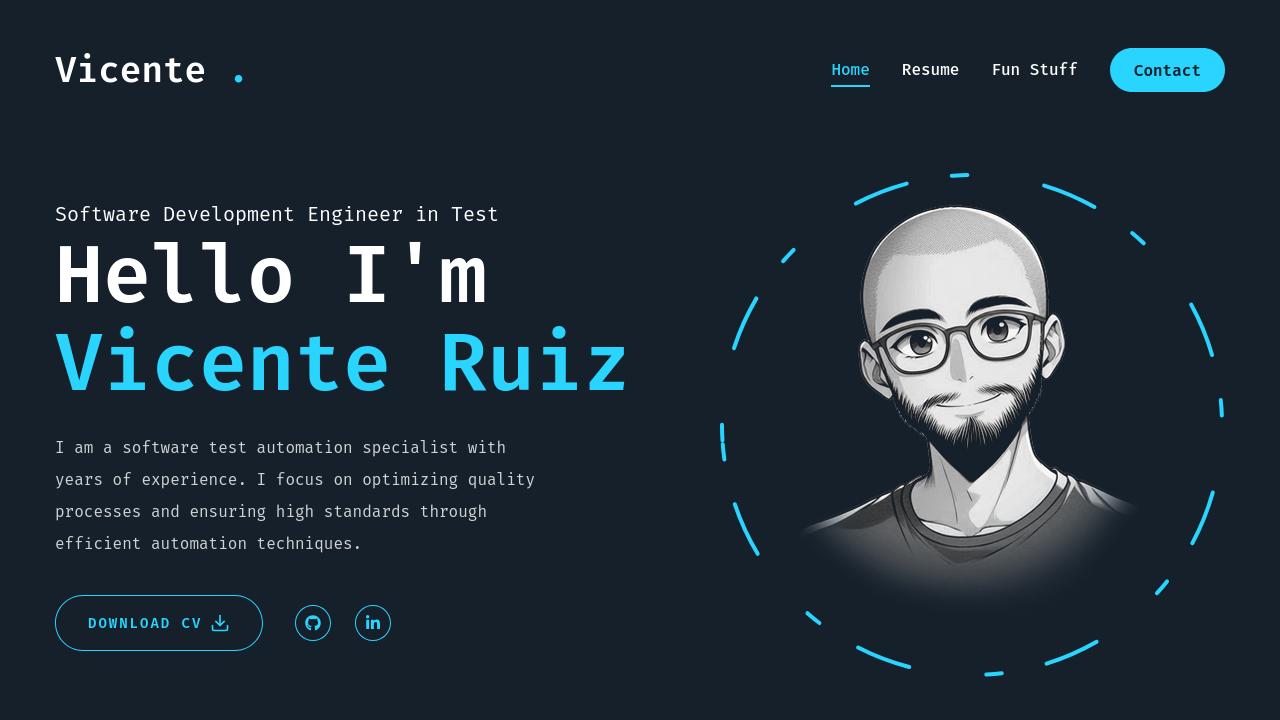 Vicente .
Home
Resume
Fun Stuff
Contact
Software Development Engineer in Test
Hello I'm
Vicente Ruiz
I am a software test automation specialist with
years of experience. I focus on optimizing quality
processes and ensuring high standards through
efficient automation techniques.
DOWNLOAD CV
in